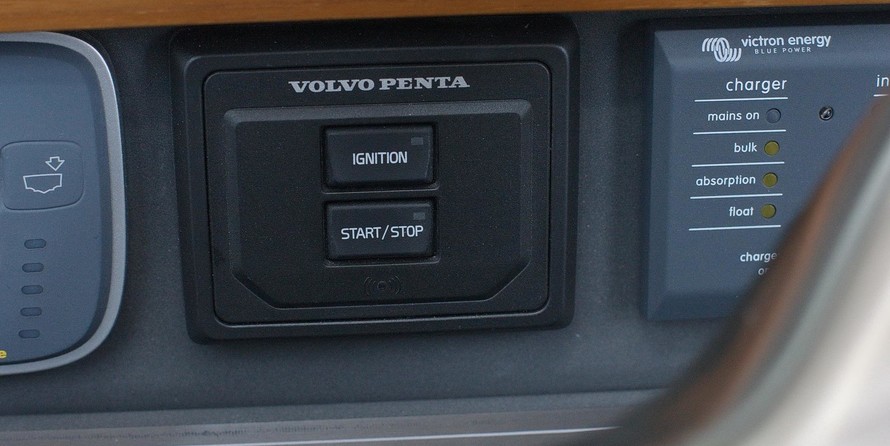 VOLVO PENTA
IGNITION
START/STOP
victron energy
BLUE POWER
charger
mains on
bulk
absorption
float